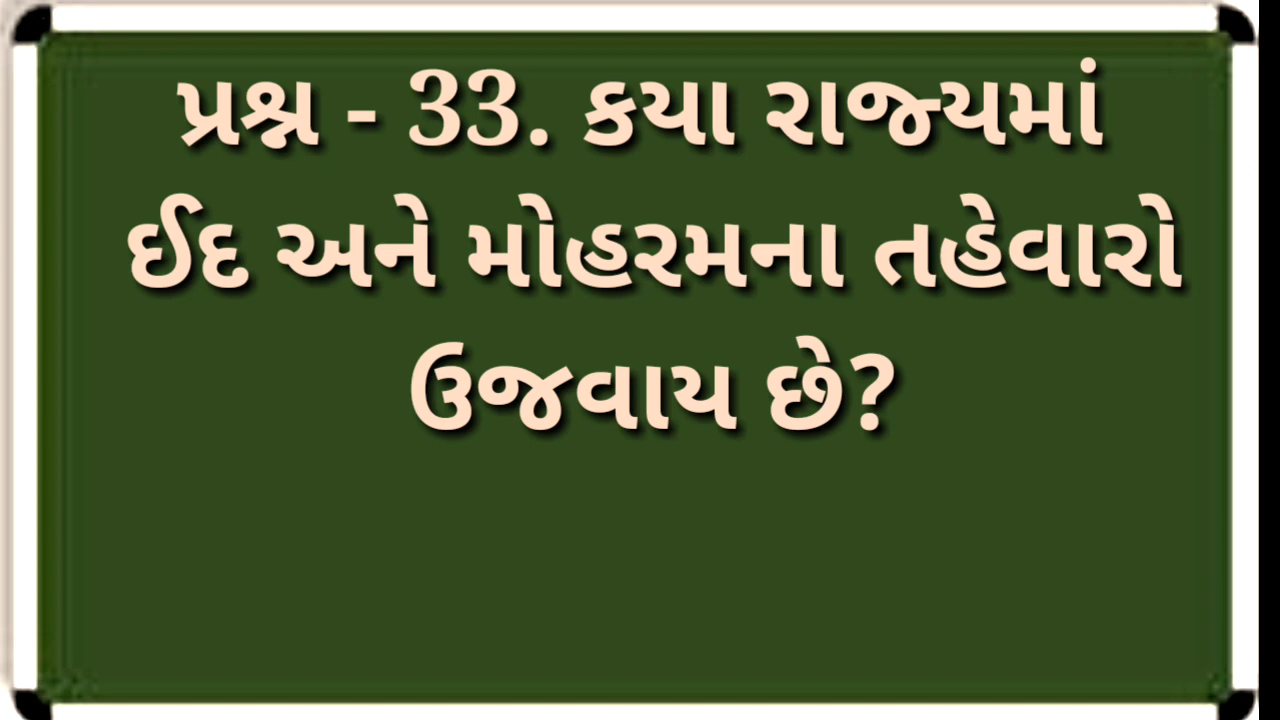 પ્રશ્ન - 33. કયા રાજ્યમાં
ઈદ અને મોહરમના તહેવારો
ઉજવાય છે?